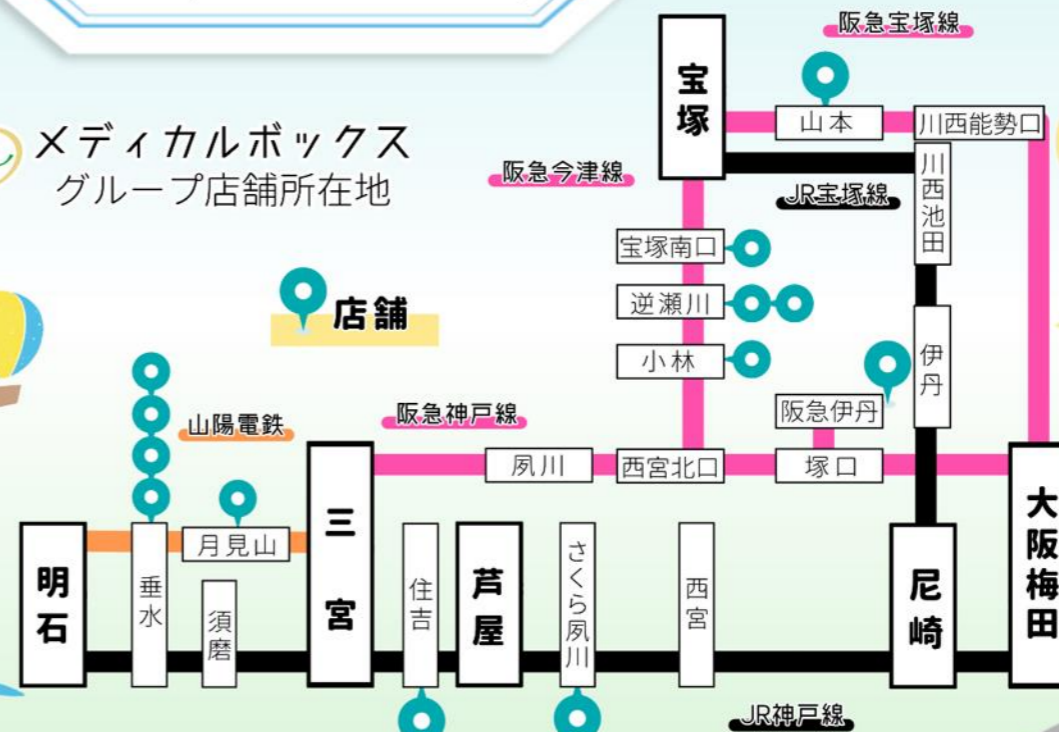 阪急宝塚線
宝塚
山本
川西能勢口
メディカルボックス
グループ店舗所在地
阪急今津線
JR宝塚線
川西池田
宝塚南口
逆瀬川
店舗
小林
伊丹
阪急伊丹
山陽電鉄
阪急神戸線
夙川
西宮北口
塚口
三宮
大阪梅田
月見山
明石
垂水
須磨
住吉
芦屋
さくら夙川
西宮
尼崎
JR神戸線